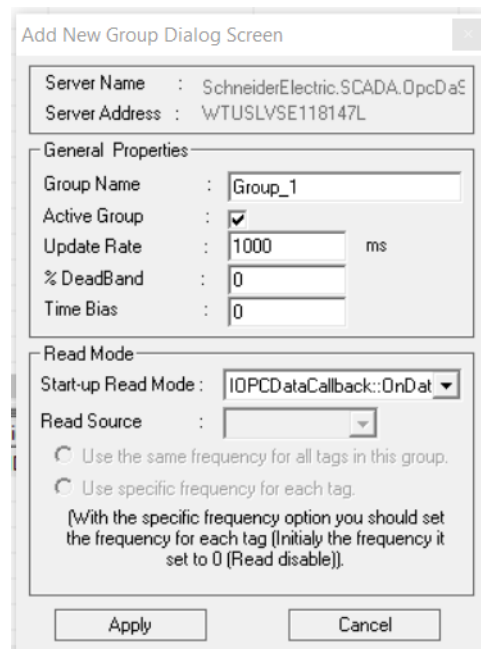 Add New Group Dialog Screen
Server Name : SchneiderElectric.SCADA.OpcDaS
Server Address : WTUSLVSE118147L
General Properties
Group Name : Group_1
Active Group :
Update Rate : 1000 ms
% DeadBand : 0
Time Bias : 0
Read Mode
Start-up Read Mode : IOPCDataCallback::OnDat
Read Source :
Use the same frequency for all tags in this group.
Use specific frequency for each tag.
(With the specific frequency option you should set
the frequency for each tag (Initialy the frequency it
set to 0 (Read disable)).
Apply Cancel